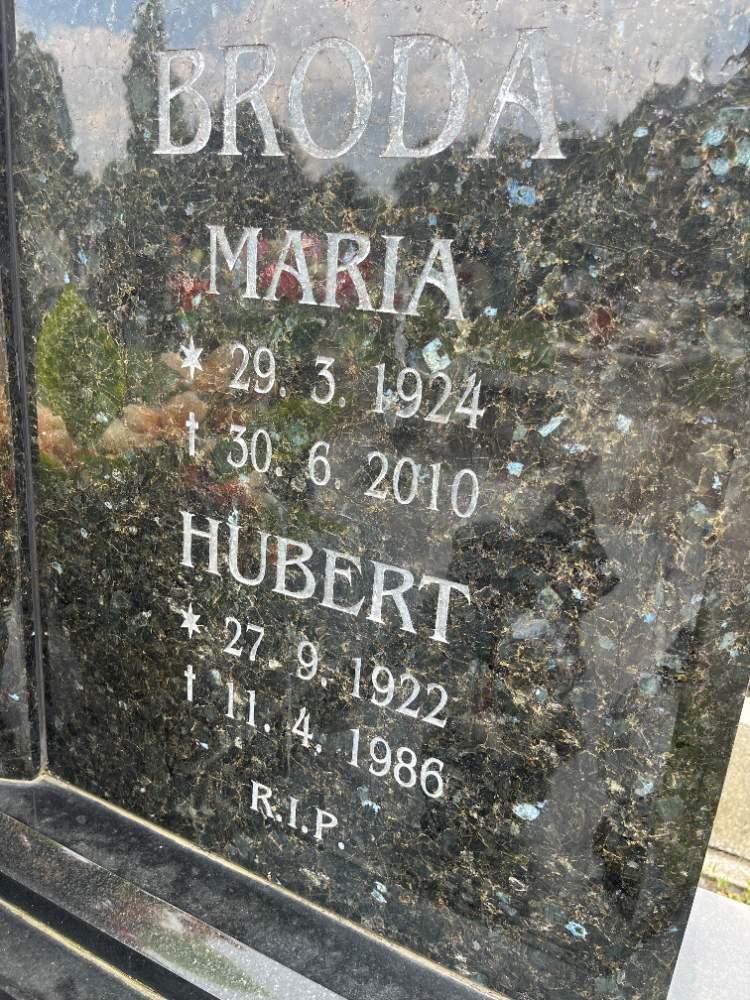 BRODA
MARIA
* 29. 3. 1924
† 30. 6. 2010
HUBERT
* 27. 9. 1922
† 11. 4. 1986
R.I.P.